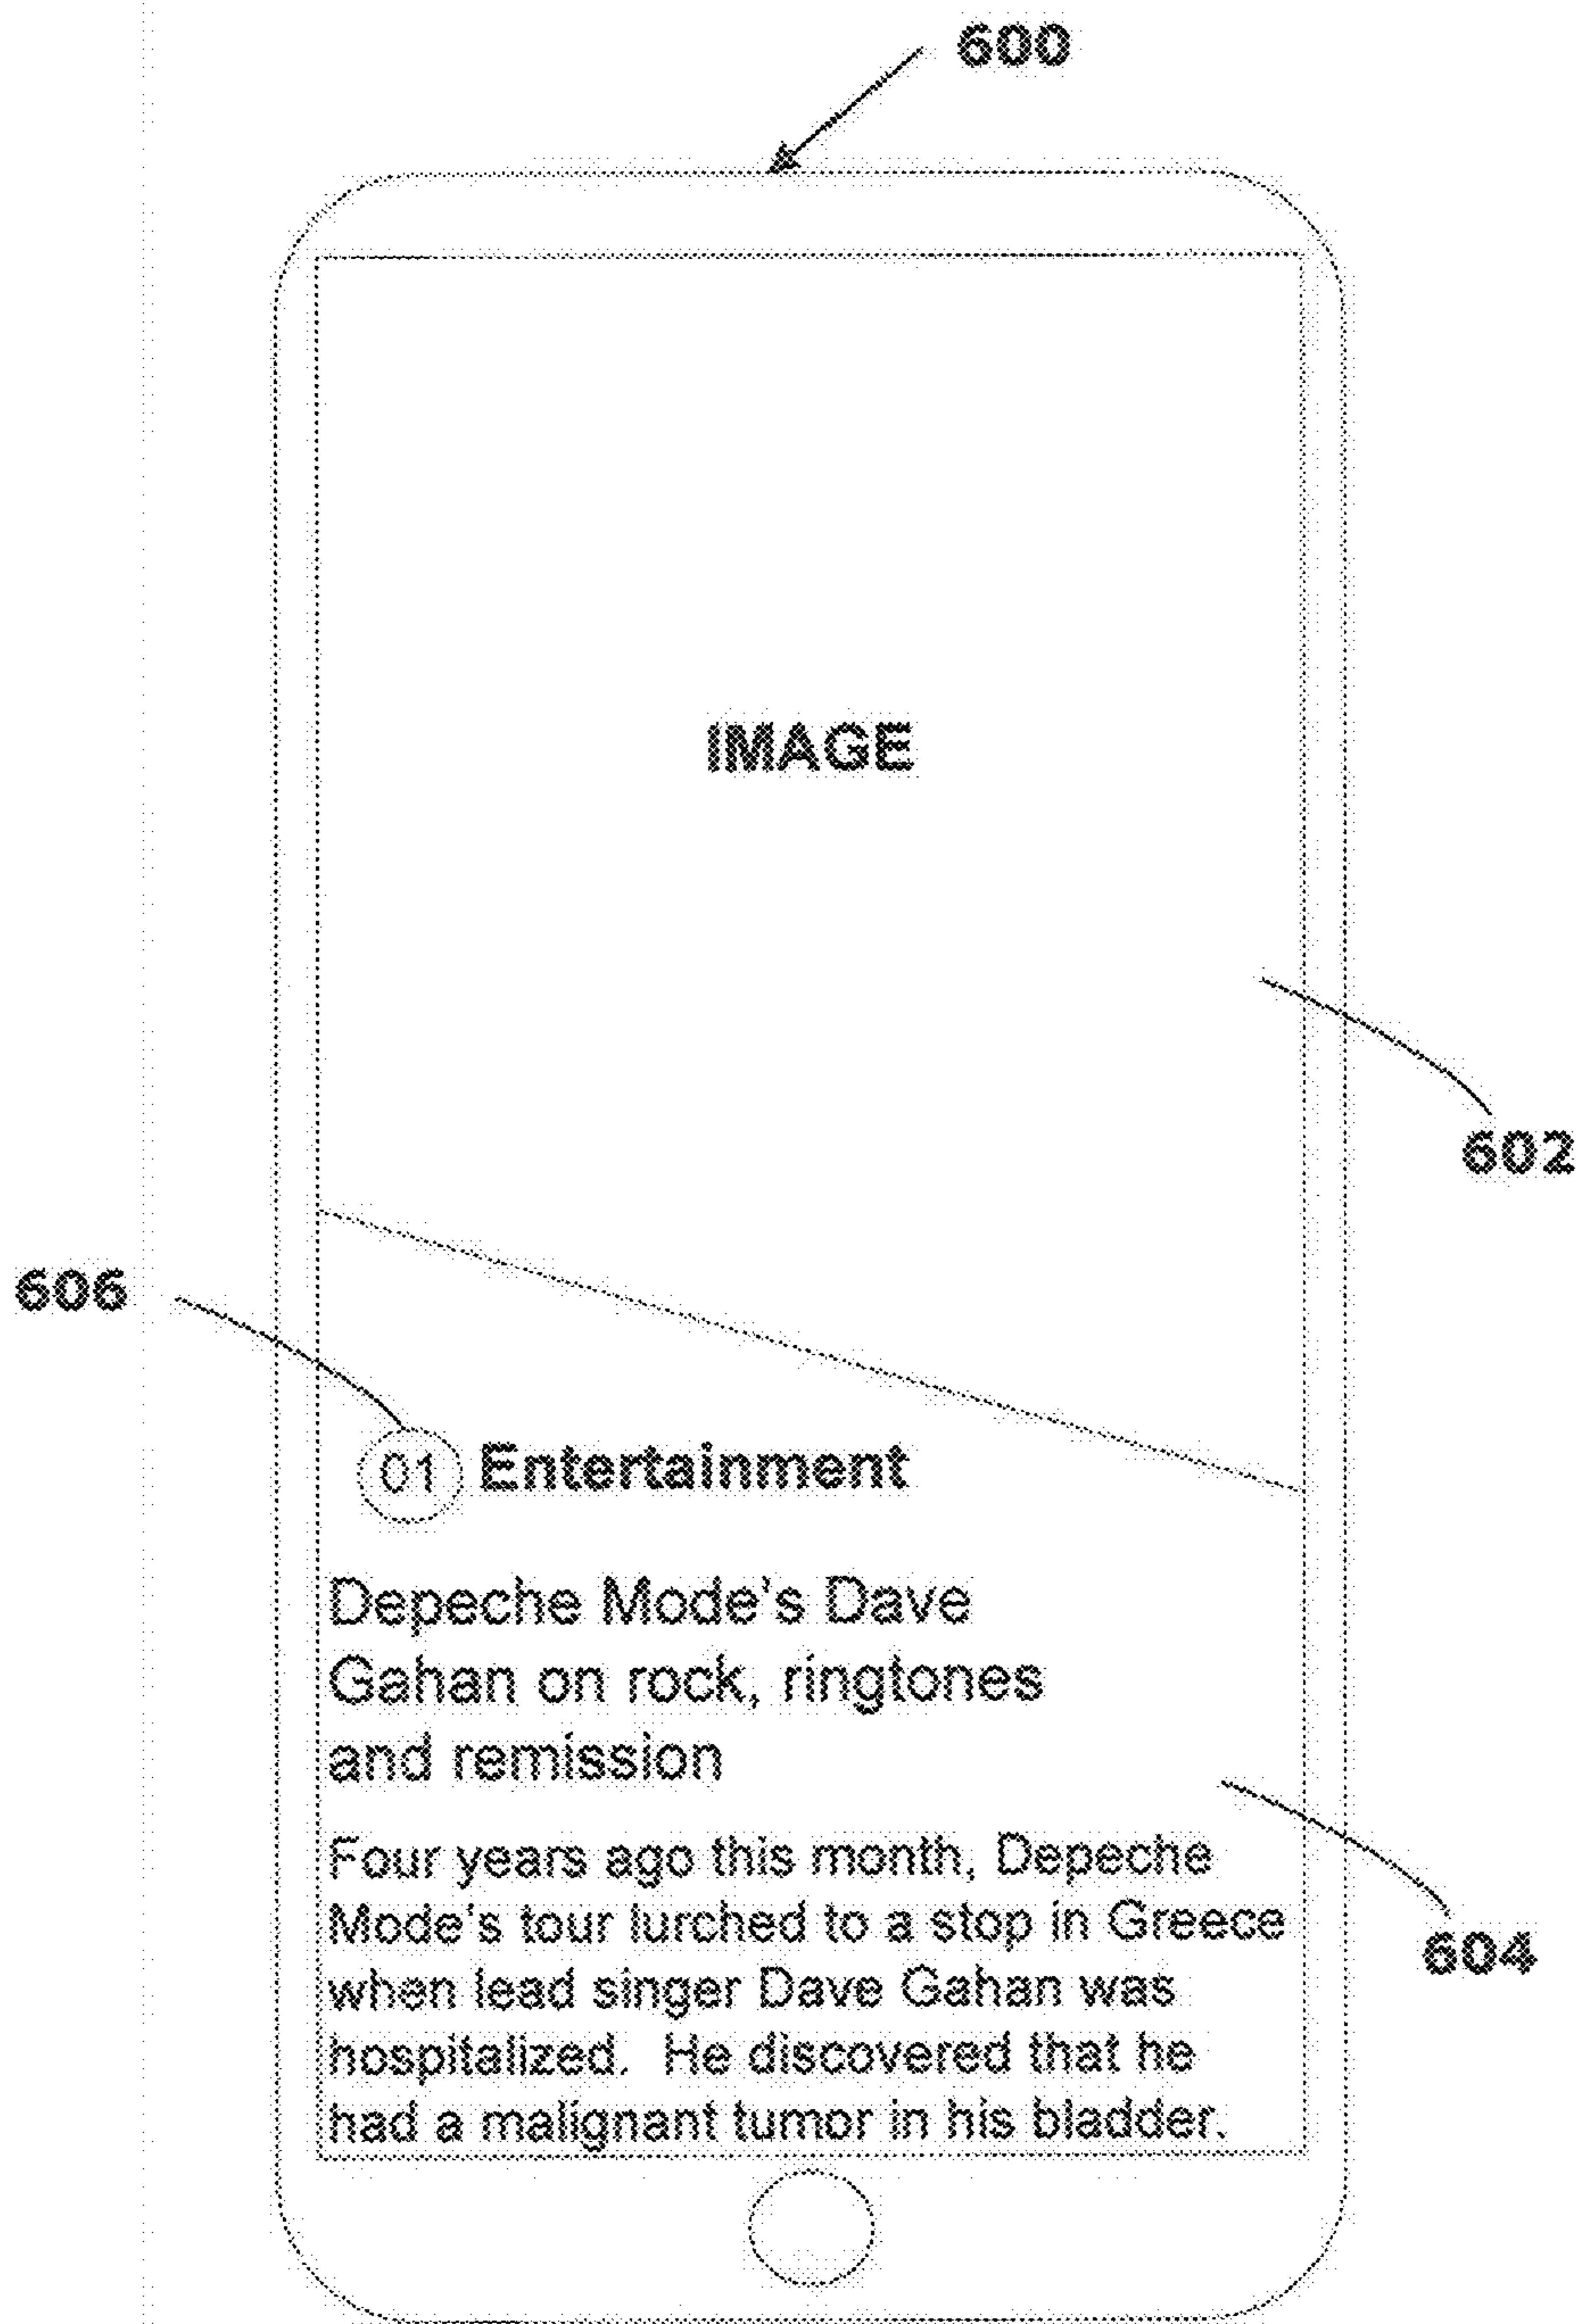 600
IMAGE
602
606
01 Entertainment
Depeche Mode's Dave
Gahan on rock, ringtones
and remission
604
Four years ago this month, Depeche
Mode's tour lurched to a stop in Greece
when lead singer Dave Gahan was
hospitalized.  He discovered that he
had a malignant tumor in his bladder.